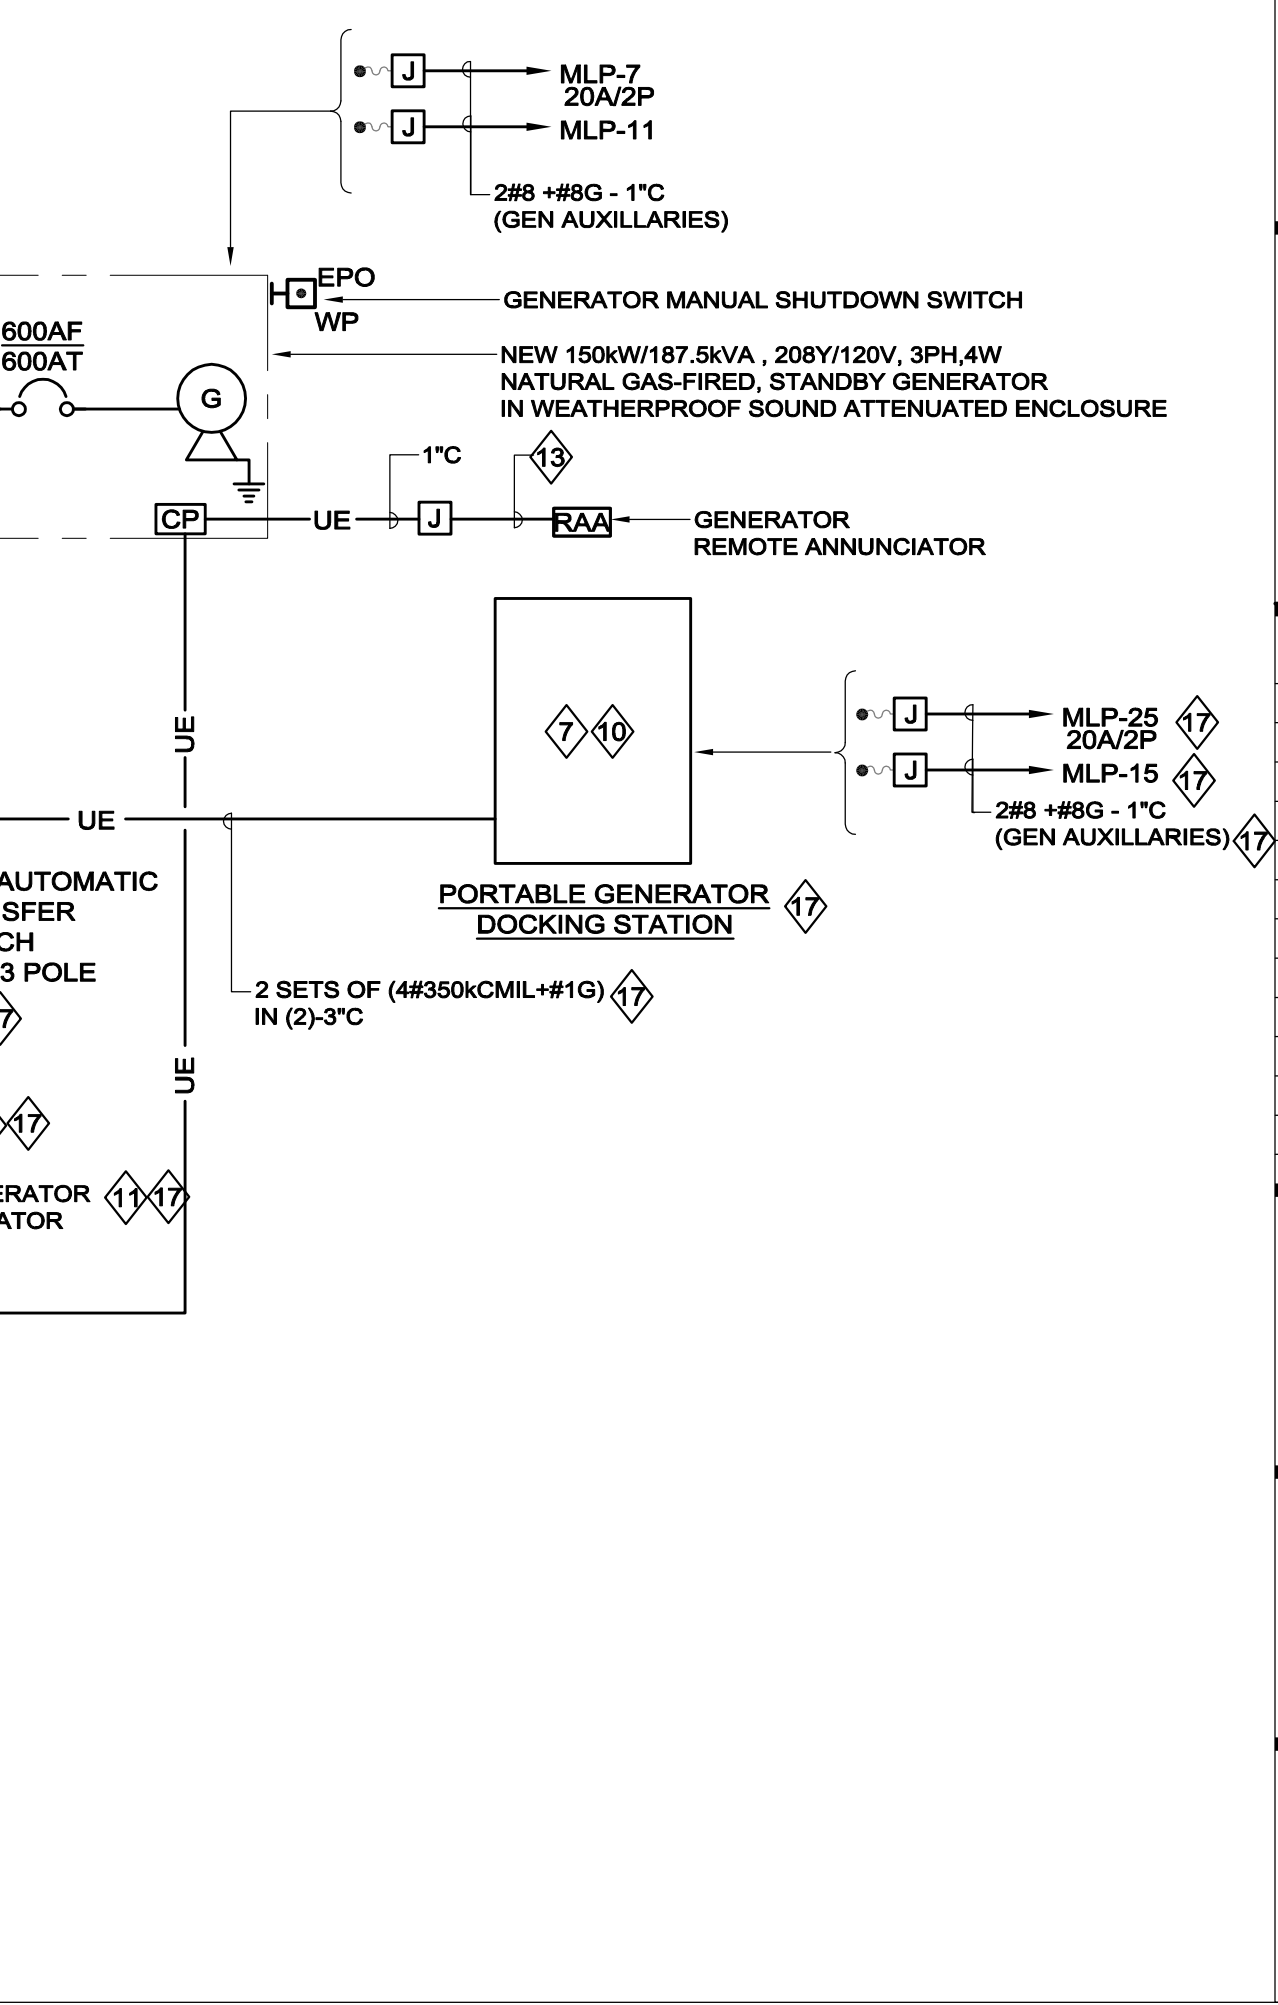 J
MLP-7
20A/2P
J
MLP-11
2#8 +#8G - 1"C
(GEN AUXILLARIES)
EPO
WP
GENERATOR MANUAL SHUTDOWN SWITCH
600AF
600AT
G
NEW 150kW/187.5kVA , 208Y/120V, 3PH,4W
NATURAL GAS-FIRED, STANDBY GENERATOR
IN WEATHERPROOF SOUND ATTENUATED ENCLOSURE
1"C
13
CP
UE
J
RAA
GENERATOR
REMOTE ANNUNCIATOR
7 10
J
MLP-25 17
20A/2P
J
MLP-15 17
2#8 +#8G - 1"C
(GEN AUXILLARIES) 17
UE
UE
PORTABLE GENERATOR
DOCKING STATION
17
AUTOMATIC
SFER
CH
3 POLE
7
2 SETS OF (4#350kCMIL+#1G) 17
IN (2)-3"C
UE
17
ERATOR 11 17
ATOR